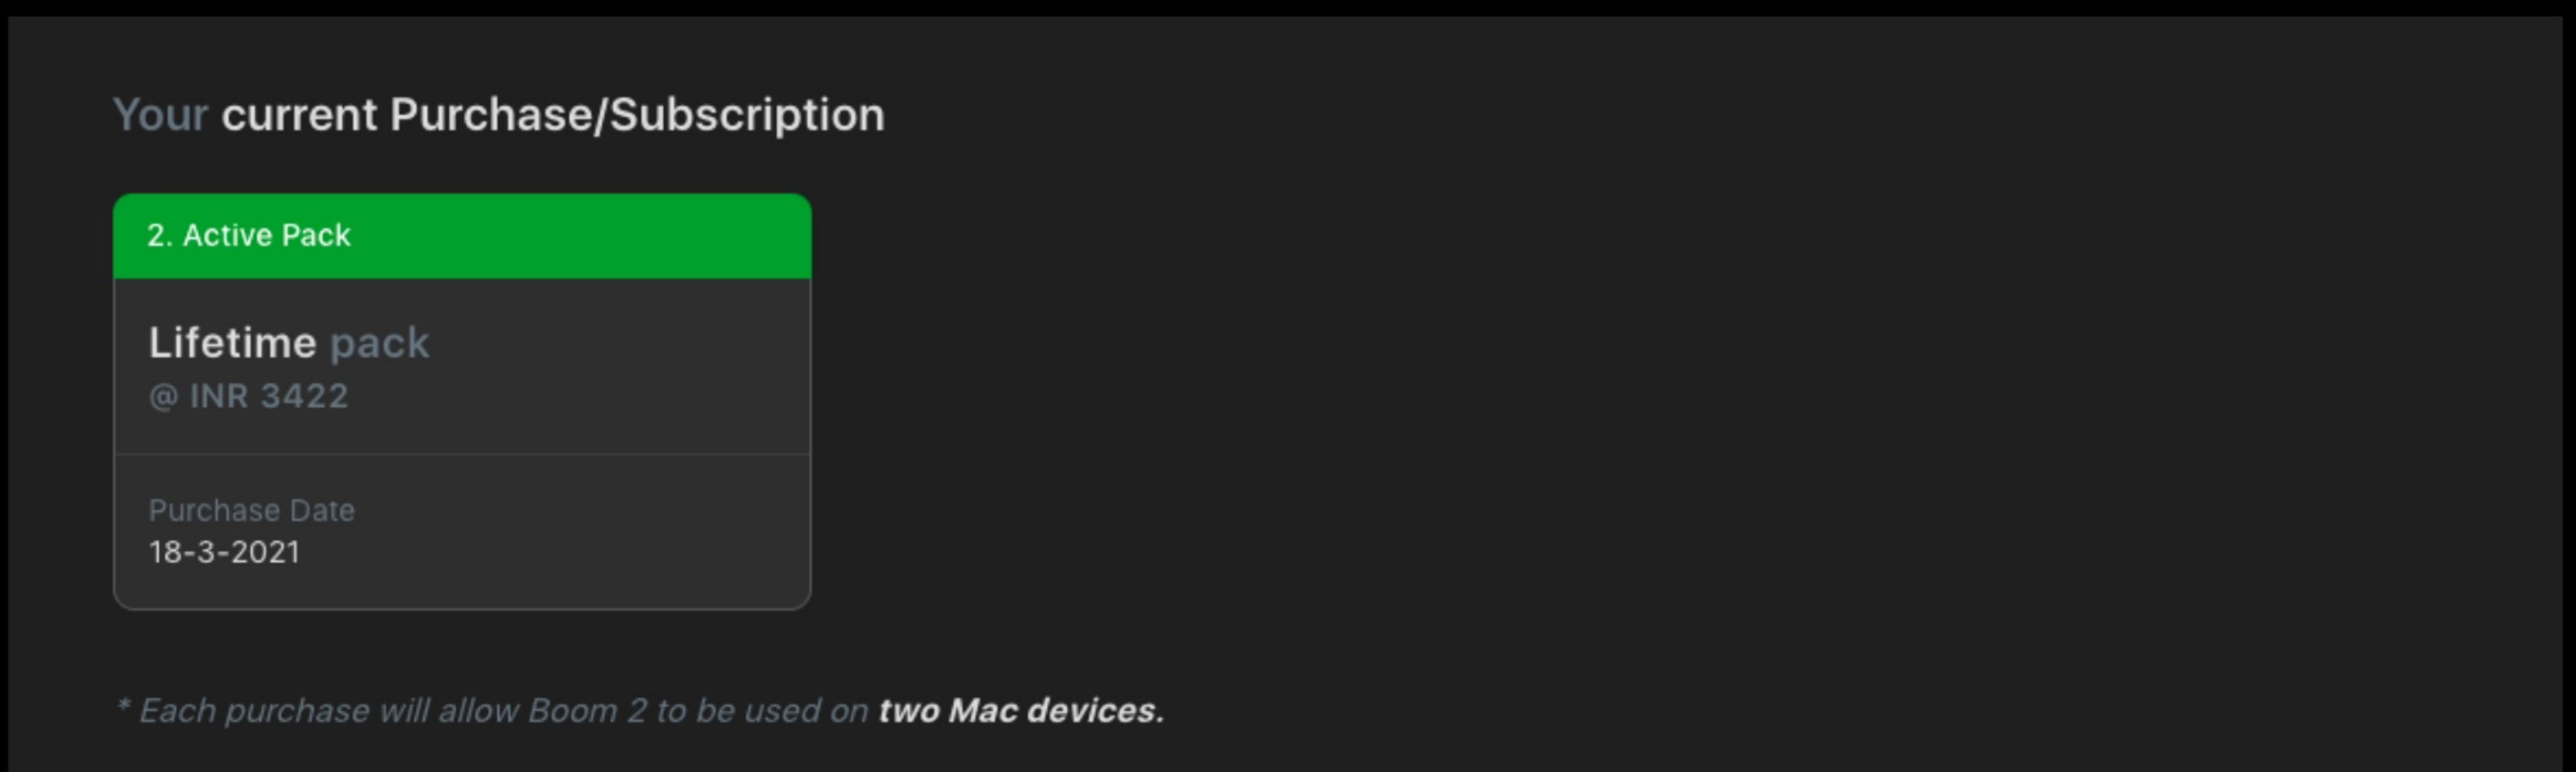 Your current Purchase/Subscription
2. Active Pack
Lifetime pack
@ INR 3422
Purchase Date
18-3-2021
* Each purchase will allow Boom 2 to be used on two Mac devices.